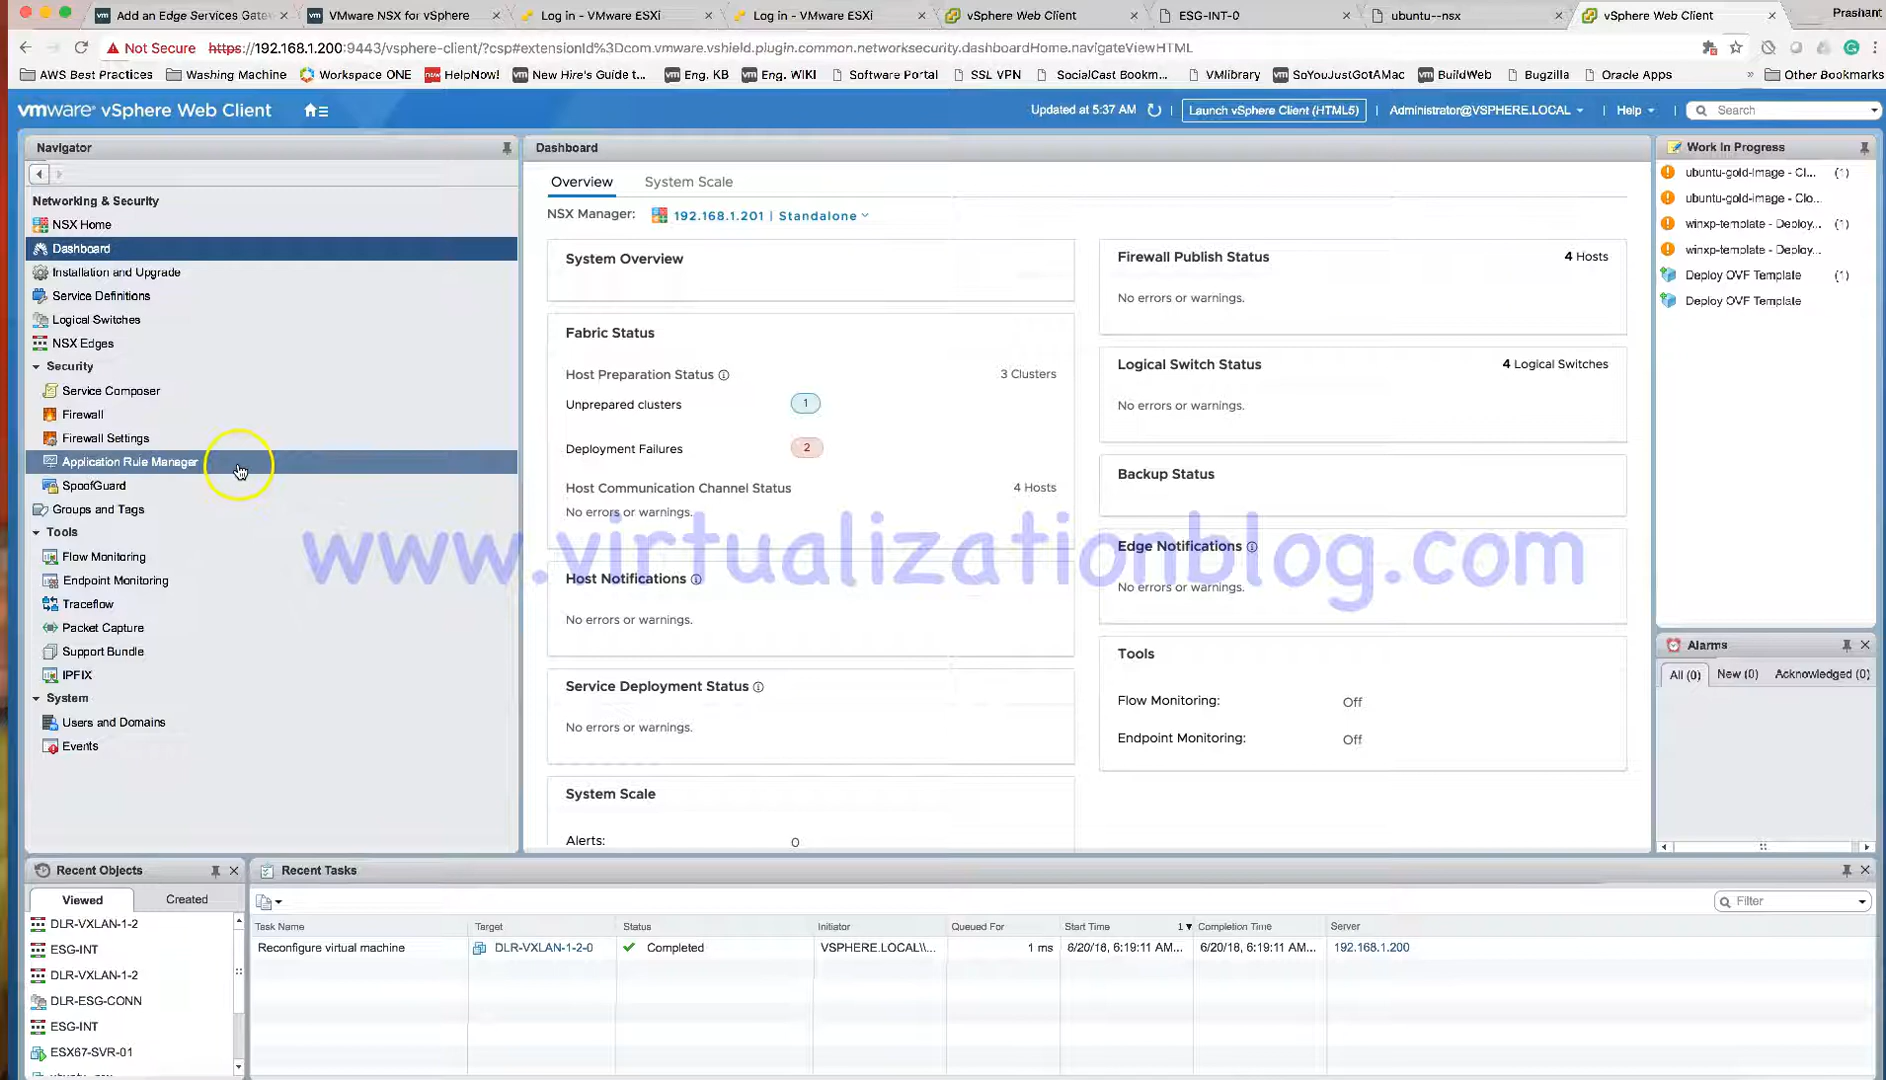 Add an Edge Services Gatew
VMware NSX for vSphere
Log in - VMware ESXi
Log in - VMware ESXi
vSphere Web Client
ESG-INT-0
ubuntu--nsx
vSphere Web Client
Prashant
Not Secure
https://192.168.1.200:9443/vsphere-client/?csp#extensionId%3Dcom.vmware.vshield.plugin.common.networksecurity.dashboardHome.navigateViewHTML
AWS Best Practices
Washing Machine
Workspace ONE
now
HelpNow!
vm
New Hire's Guide t...
vm
Eng. KB
vm
Eng. WIKI
Software Portal
SSL VPN
SocialCast Bookm...
VMlibrary
vm
SoYouJustGotAMac
vm
BuildWeb
Bugzilla
Oracle Apps
»
Other Bookmarks
vmware® vSphere Web Client
Updated at 5:37 AM
Launch vSphere Client (HTML5)
Administrator@VSPHERE.LOCAL
Help
Search
Navigator
Networking & Security
NSX Home
Dashboard
Installation and Upgrade
Service Definitions
Logical Switches
NSX Edges
Security
Service Composer
Firewall
Firewall Settings
Application Rule Manager
SpoofGuard
Groups and Tags
Tools
Flow Monitoring
Endpoint Monitoring
Traceflow
Packet Capture
Support Bundle
IPFIX
System
Users and Domains
Events
Dashboard
Overview
System Scale
NSX Manager:
192.168.1.201 | Standalone
System Overview
Fabric Status
Host Preparation Status
3 Clusters
Unprepared clusters
1
Deployment Failures
2
Host Communication Channel Status
4 Hosts
No errors or warnings.
Host Notifications
No errors or warnings.
Service Deployment Status
No errors or warnings.
System Scale
Alerts:
0
Firewall Publish Status
4 Hosts
No errors or warnings.
Logical Switch Status
4 Logical Switches
No errors or warnings.
Backup Status
Edge Notifications
No errors or warnings.
Tools
Flow Monitoring:
Off
Endpoint Monitoring:
Off
www.virtualizationblog.com
Work In Progress
ubuntu-gold-image - Cl...
(1)
ubuntu-gold-image - Clo...
winxp-template - Deploy...
(1)
winxp-template - Deploy...
Deploy OVF Template
(1)
Deploy OVF Template
Alarms
All (0)
New (0)
Acknowledged (0)
Recent Objects
Viewed
Created
DLR-VXLAN-1-2
ESG-INT
DLR-VXLAN-1-2
DLR-ESG-CONN
ESG-INT
ESX67-SVR-01
Recent Tasks
Filter
Task Name
Target
Status
Initiator
Queued For
Start Time
1
Completion Time
Server
Reconfigure virtual machine
DLR-VXLAN-1-2-0
Completed
VSPHERE.LOCAL\\...
1 ms
6/20/18, 6:19:11 AM...
6/20/18, 6:19:11 AM...
192.168.1.200